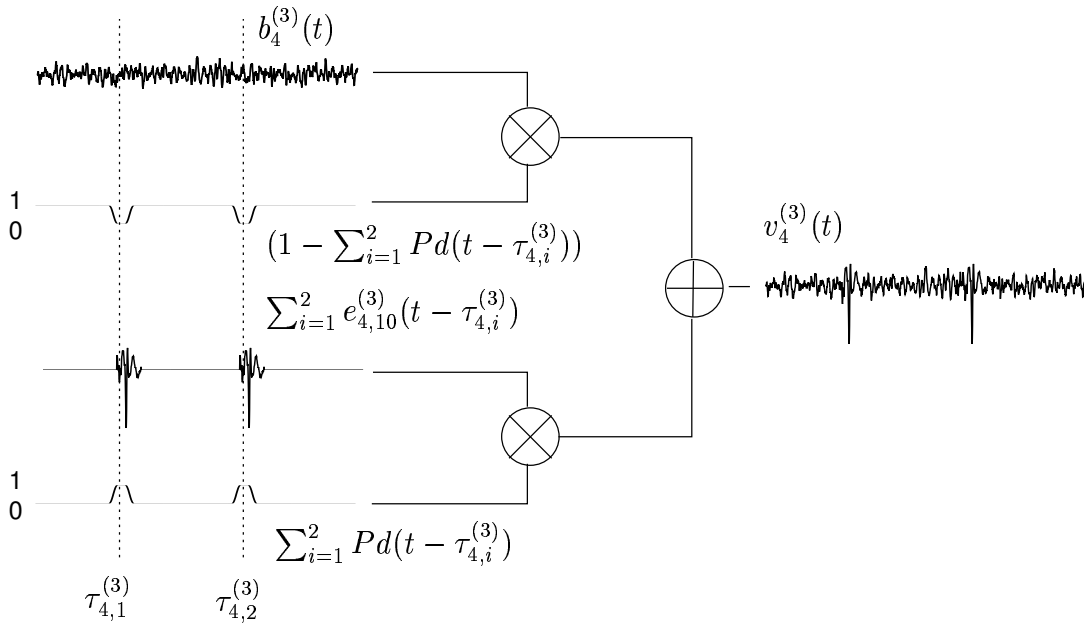 b_4^{(3)}(t)
1
0
(1 − ∑_{i=1}^{2} Pd(t − τ_{4,i}^{(3)}))
v_4^{(3)}(t)
∑_{i=1}^{2} e_{4,10}^{(3)}(t − τ_{4,i}^{(3)})
1
0
∑_{i=1}^{2} Pd(t − τ_{4,i}^{(3)})
τ_{4,1}^{(3)} τ_{4,2}^{(3)}